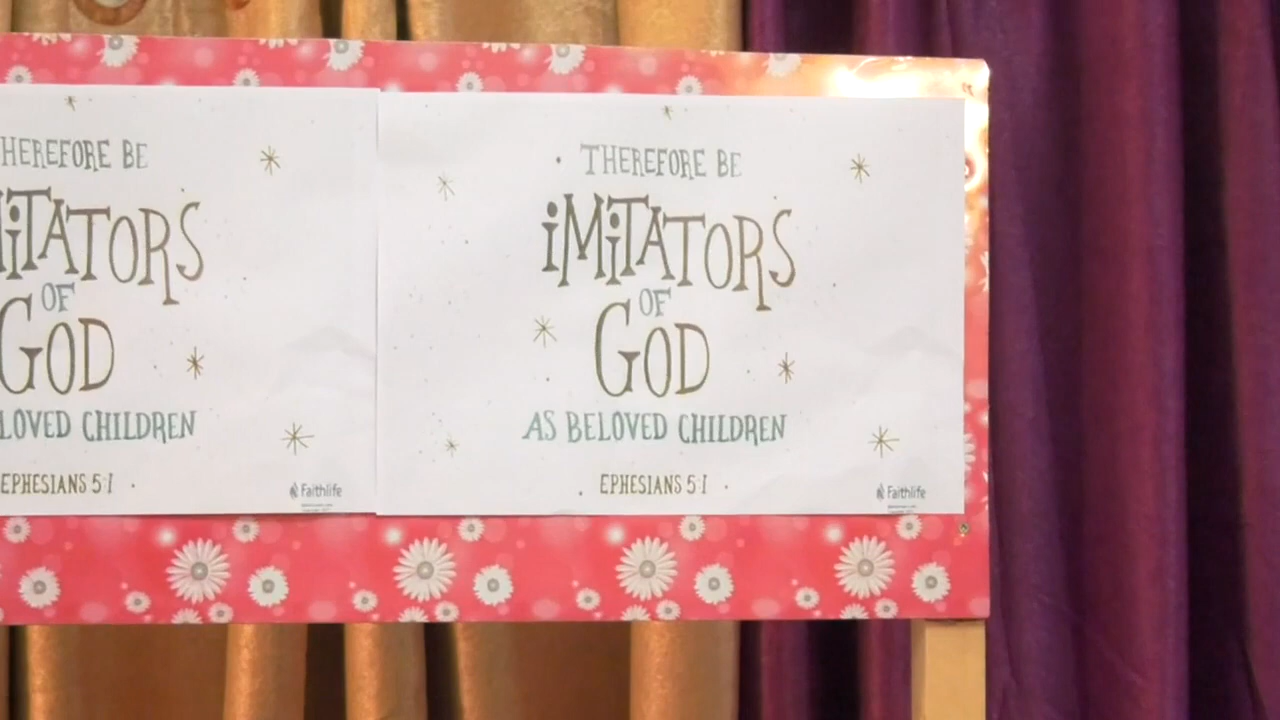 HEREFORE BE
iMiTATORS
OF
GOD
LOVED CHILDREN
EPHESIANS 5:1
Faithlife
THEREFORE BE
iMiTATORS
OF
GOD
AS BELOVED CHILDREN
EPHESIANS 5:1
Faithlife